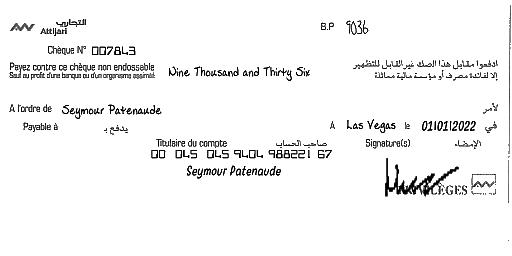 التجاري
Attijari
B.P 9036
Chèque N° 007843
Payez contre ce chèque non endossable
Sauf au profit d'une banque ou d'un organisme assimilé
Nine Thousand and Thirty Six
ادفعوا مقابل هذا الصك غير القابل للتظهير
إلا لفائدة مصرف أو مؤسسة مالية مماثلة
A l'ordre de Seymour Patenaude
لأمر
Payable à
يدفع بـ
A Las Vegas le 01/01/2022 في
Titulaire du compte صاحب الحساب
Signature(s) الإمضاء
00 045 045 9404 988221 67
Seymour Patenaude